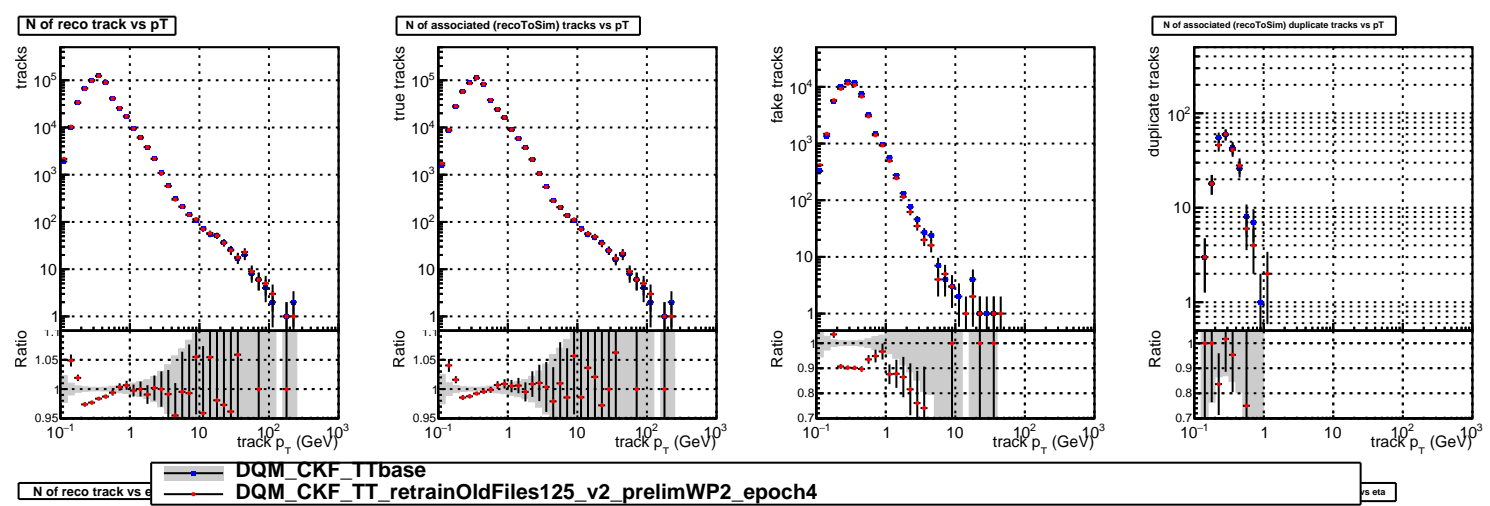 N of reco track vs pT
N of associated (recoToSim) tracks vs pT
N of associated (recoToSim) duplicate tracks vs pT
tracks
10^5
10^4
10^3
10^2
10
1
Ratio
1.1
1.05
1
0.95
10^-1 1 10 10^2 10^3
track p_T (GeV)
true tracks
10^5
10^4
10^3
10^2
10
1
Ratio
1.1
1.05
1
0.95
10^-1 1 10 10^2 10^3
track p_T (GeV)
fake tracks
10^4
10^3
10^2
10
1
Ratio
1
0.9
0.8
0.7
10^-1 1 10 10^2 10^3
track p_T (GeV)
duplicate tracks
10^2
10
1
Ratio
1
0.9
0.8
0.7
10^-1 1 10 10^2 10^3
track p_T (GeV)
DQM_CKF_TTbase
DQM_CKF_TT_retrainOldFiles125_v2_prelimWP2_epoch4
N of reco track vs e
vs eta